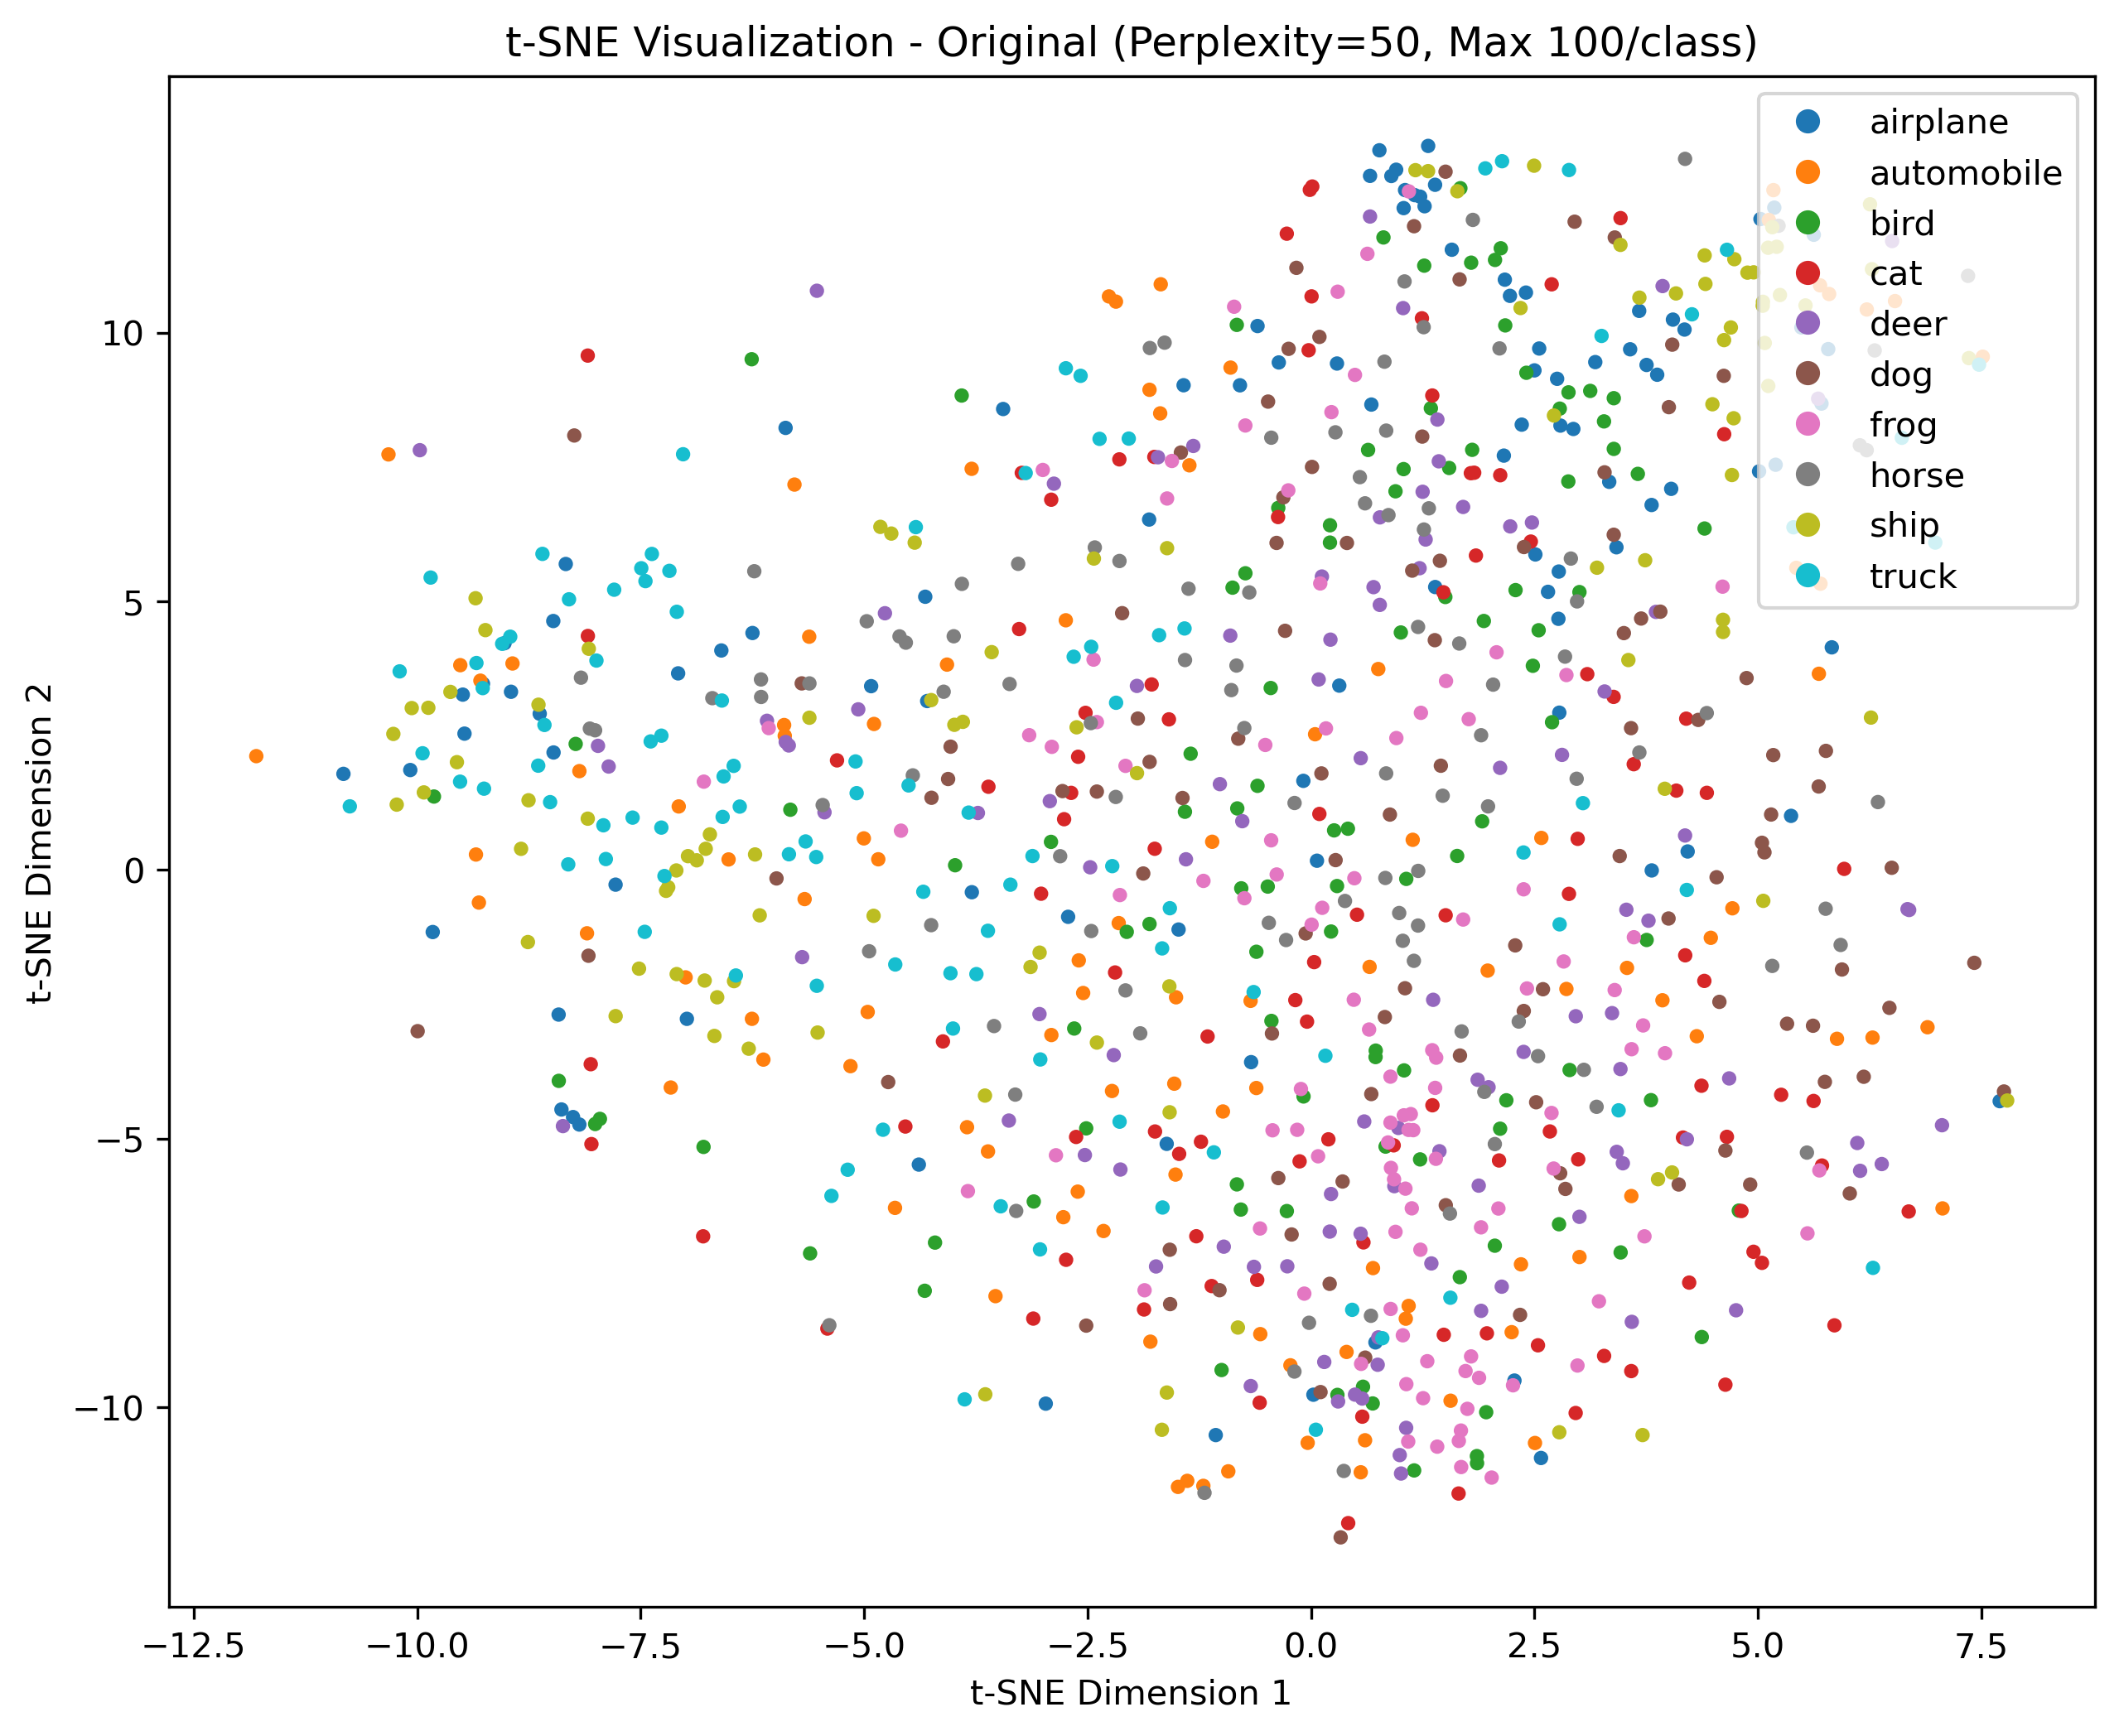 t-SNE Visualization - Original (Perplexity=50, Max 100/class)
airplane
automobile
bird
cat
deer
dog
frog
horse
ship
truck
t-SNE Dimension 2
10
5
0
−5
−10
−12.5
−10.0
−7.5
−5.0
−2.5
0.0
2.5
5.0
7.5
t-SNE Dimension 1